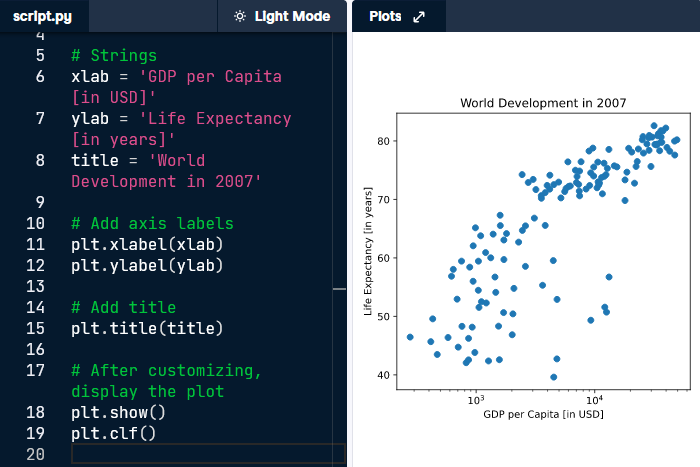 script.py
Light Mode
4
5 # Strings
6 xlab = 'GDP per Capita
[in USD]'
7 ylab = 'Life Expectancy
[in years]'
8 title = 'World
Development in 2007'
9
10 # Add axis labels
11 plt.xlabel(xlab)
12 plt.ylabel(ylab)
13
14 # Add title
15 plt.title(title)
16
17 # After customizing,
display the plot
18 plt.show()
19 plt.clf()
20
Plots
World Development in 2007
Life Expectancy [in years]
80
70
60
50
40
10³ 10⁴
GDP per Capita [in USD]